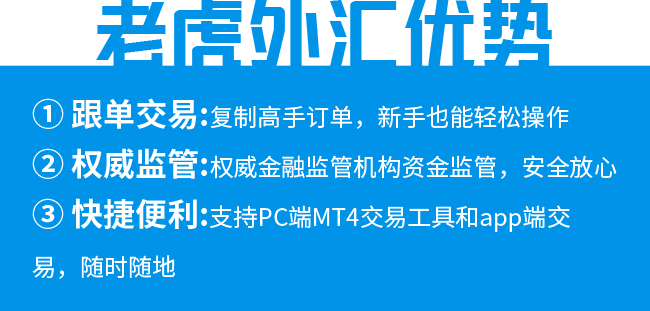 老虎外汇优势
① 跟单交易:复制高手订单，新手也能轻松操作
② 权威监管:权威金融监管机构资金监管，安全放心
③ 快捷便利:支持PC端MT4交易工具和app端交
易，随时随地